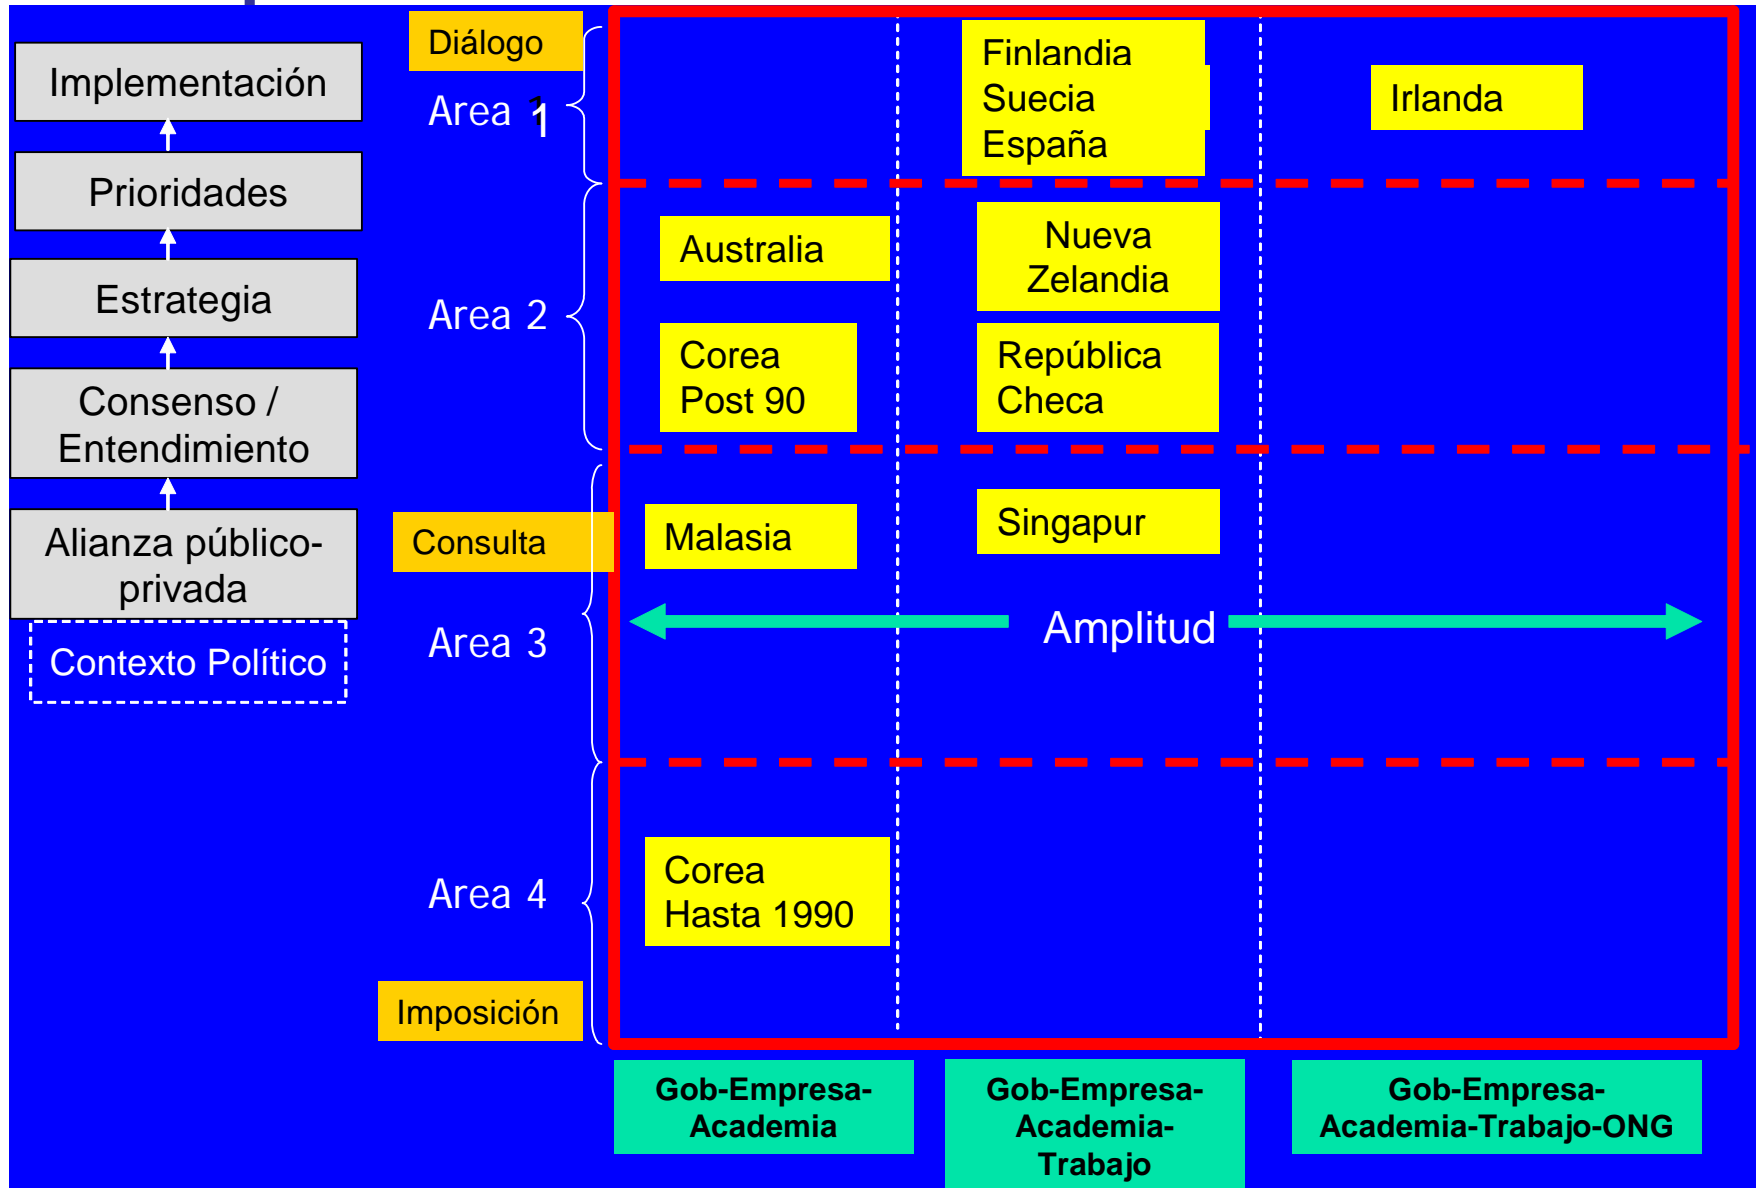 Implementación
Prioridades
Estrategia
Consenso /
Entendimiento
Alianza público-
privada
Contexto Político
Diálogo
Area 1
Area 2
Consulta
Area 3
Area 4
Imposición
Finlandia
Suecia
España
Irlanda
Australia
Nueva
Zelandia
Corea
Post 90
República
Checa
Malasia
Singapur
Amplitud
Corea
Hasta 1990
Gob-Empresa-
Academia
Gob-Empresa-
Academia-
Trabajo
Gob-Empresa-
Academia-Trabajo-ONG